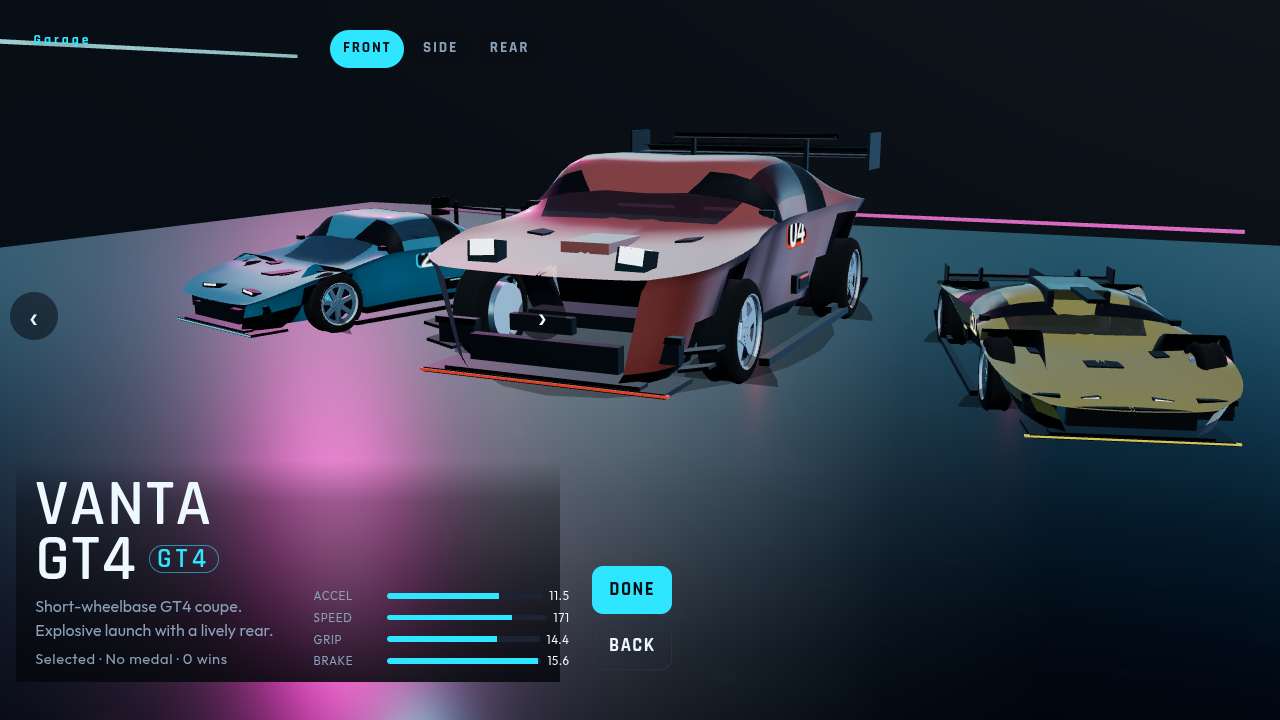 Garage
FRONT SIDE REAR
04
‹
›
VANTA
GT4 GT4
Short-wheelbase GT4 coupe.
Explosive launch with a lively rear.
Selected · No medal · 0 wins
ACCEL 11.5
SPEED 171
GRIP 14.4
BRAKE 15.6
DONE
BACK